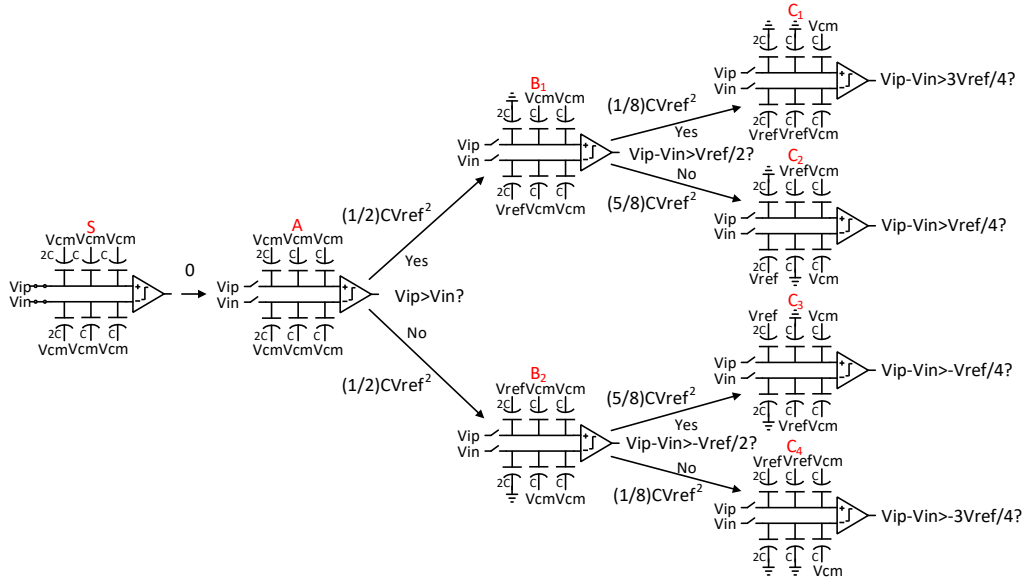 S
Vcm Vcm Vcm
2C C C
Vip
Vin
2C C C
Vcm Vcm Vcm
0
A
Vcm Vcm Vcm
2C C C
Vip
Vin
+
-
2C C C
Vcm Vcm Vcm
Vip>Vin?
(1/2)CVref²
Yes
No
(1/2)CVref²
B₁
Vcm Vcm
2C C C
Vip
Vin
+
-
2C C C
Vref Vcm Vcm
Vip-Vin>Vref/2?
(1/8)CVref²
Yes
No
(5/8)CVref²
B₂
Vref Vcm Vcm
2C C C
Vip
Vin
+
-
2C C C
Vcm Vcm
Vip-Vin>-Vref/2?
(5/8)CVref²
Yes
No
(1/8)CVref²
C₁
Vcm
2C C C
Vip
Vin
+
-
2C C C
Vref Vref Vcm
Vip-Vin>3Vref/4?
C₂
Vref Vcm
2C C C
Vip
Vin
+
-
2C C C
Vref Vcm
Vip-Vin>Vref/4?
C₃
Vref Vcm
2C C C
Vip
Vin
+
-
2C C C
Vref Vcm
Vip-Vin>-Vref/4?
C₄
Vref Vref Vcm
2C C C
Vip
Vin
+
-
2C C C
Vcm
Vip-Vin>-3Vref/4?